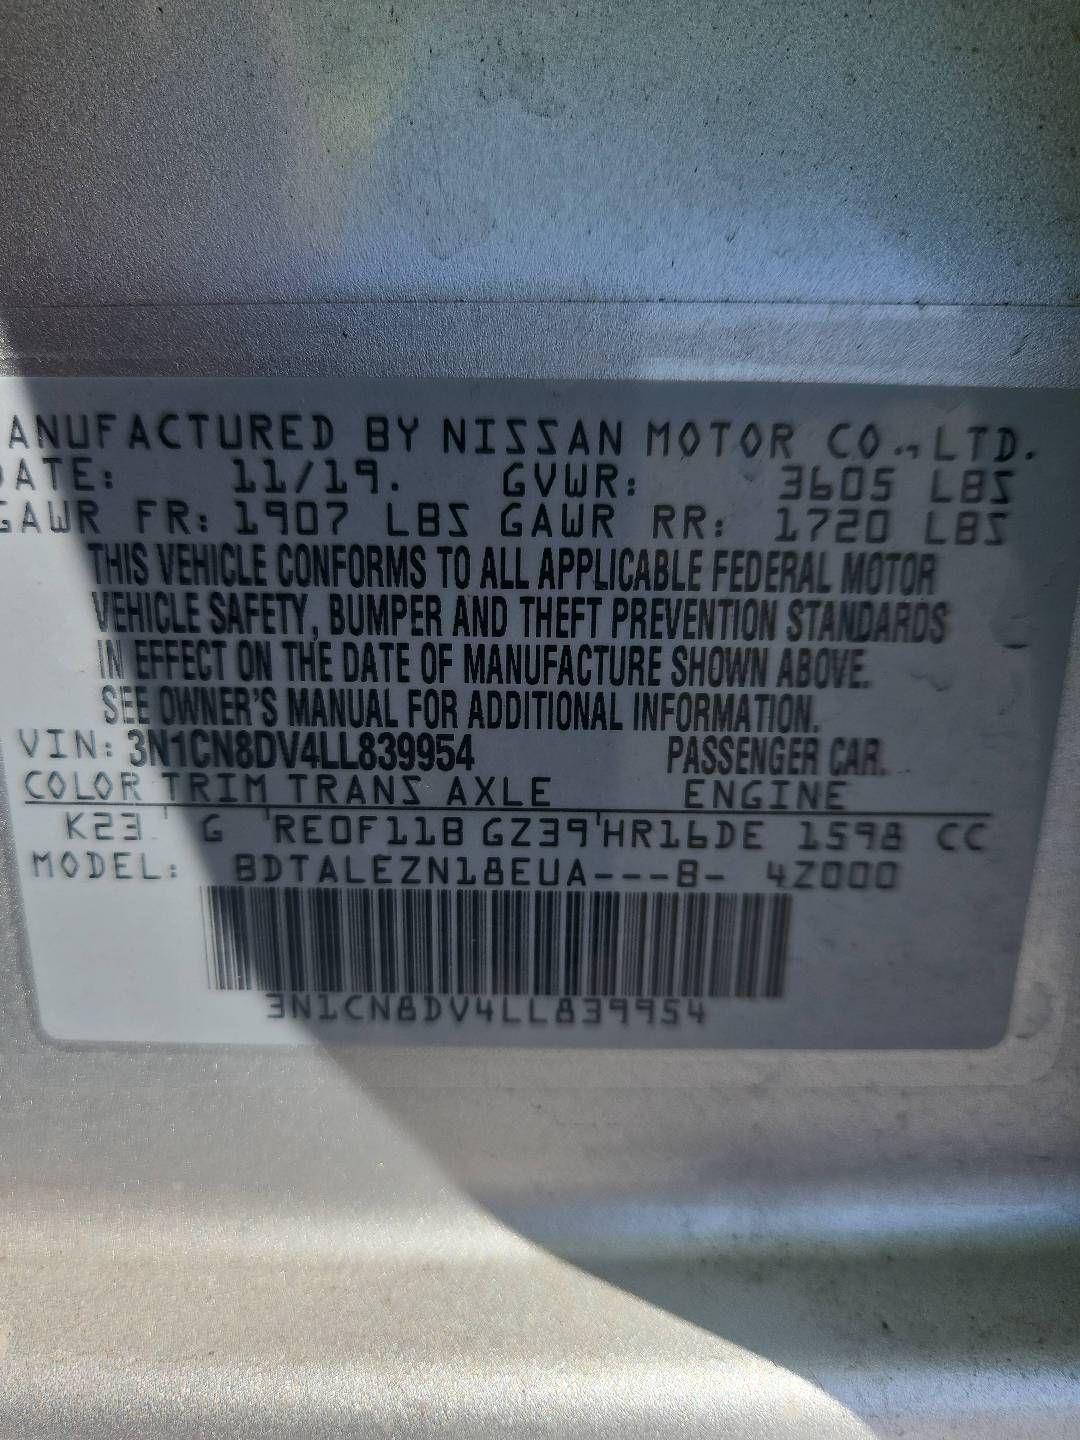 ANUFACTURED BY NISSAN MOTOR CO., LTD.
DATE: 11/19. GVWR: 3605 LBS
GAWR FR: 1907 LBS GAWR RR: 1720 LBS
THIS VEHICLE CONFORMS TO ALL APPLICABLE FEDERAL MOTOR
VEHICLE SAFETY, BUMPER AND THEFT PREVENTION STANDARDS
IN EFFECT ON THE DATE OF MANUFACTURE SHOWN ABOVE.
SEE OWNER'S MANUAL FOR ADDITIONAL INFORMATION.
VIN: 3N1CN8DV4LL839954 PASSENGER CAR.
COLOR TRIM TRANS AXLE ENGINE
K23 ' G 'RE0F11B GZ39'HR16DE 1598 CC
MODEL: BDTALEZN18EUA---B- 4Z000
3N1CN8DV4LL839954